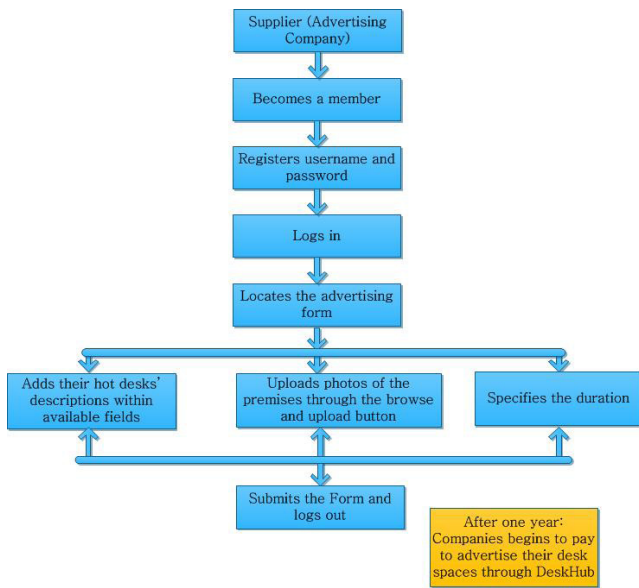 Supplier (Advertising
Company)
Becomes a member
Registers username and
password
Logs in
Locates the advertising
form
Adds their hot desks'
descriptions within
available fields
Uploads photos of the
premises through the browse
and upload button
Specifies the duration
Submits the Form and
logs out
After one year:
Companies begins to pay
to advertise their desk
spaces through DeskHub